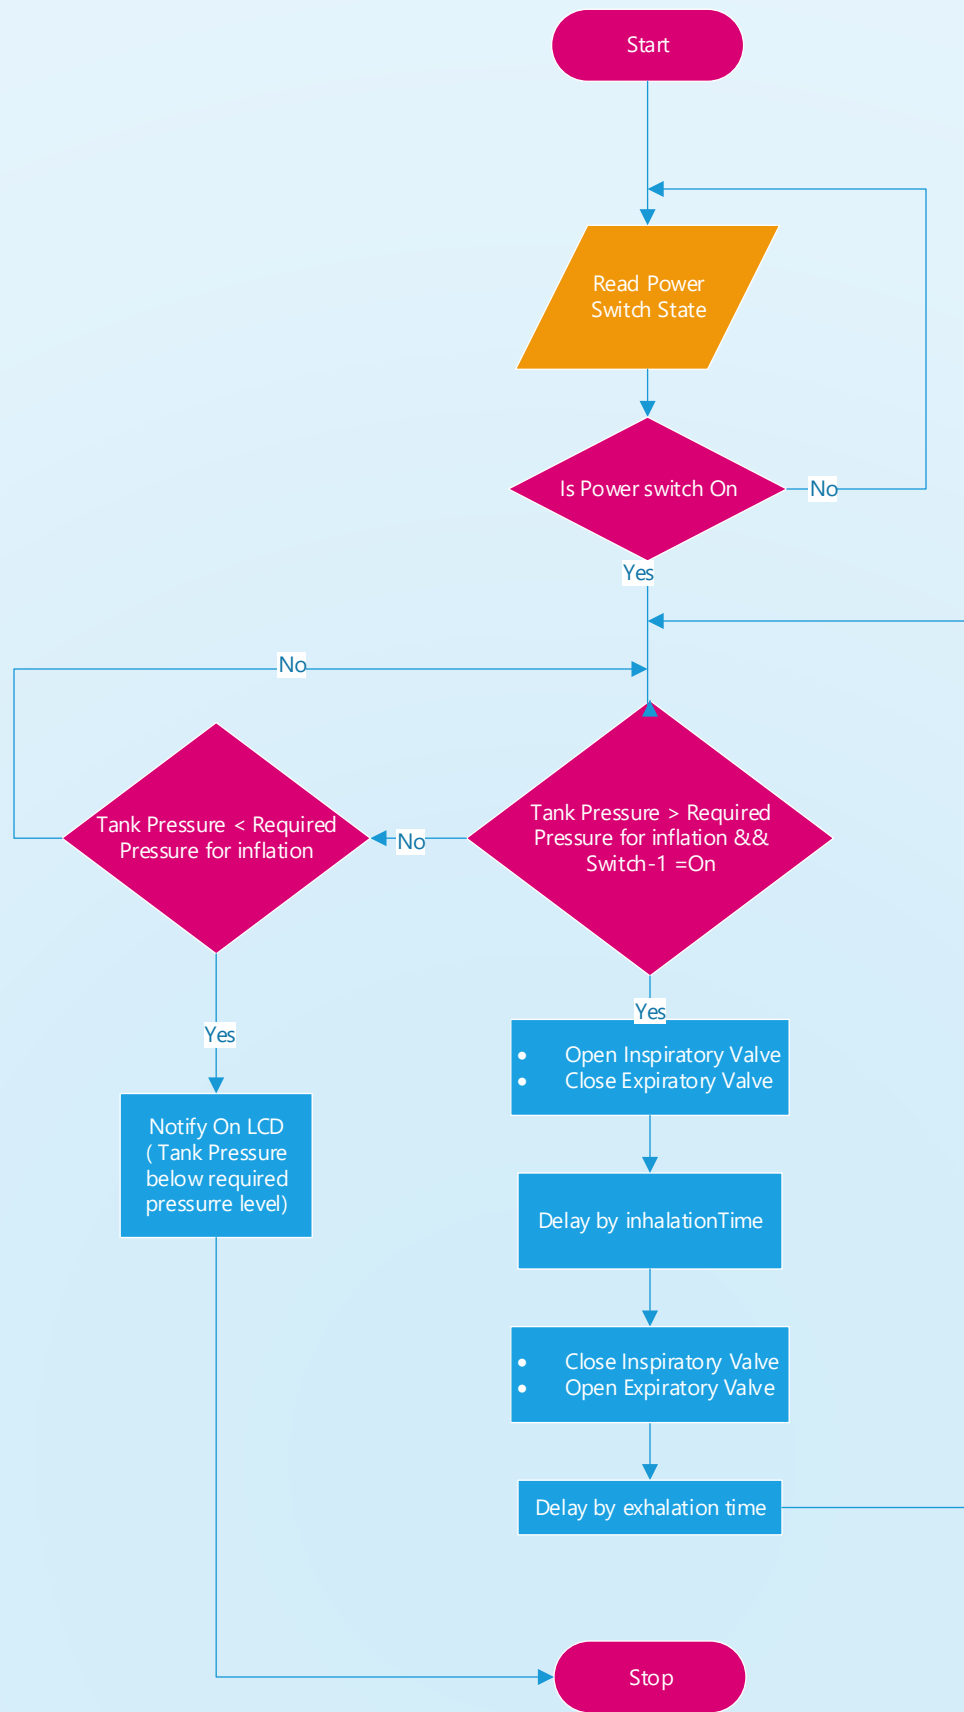 Start
Read Power
Switch State
Is Power switch On
No
Yes
No
Tank Pressure < Required
Pressure for inflation
No
Tank Pressure > Required
Pressure for inflation &&
Switch-1 =On
Yes
• Open Inspiratory Valve
• Close Expiratory Valve
Yes
Notify On LCD
( Tank Pressure
below required
pressurre level)
Delay by inhalationTime
• Close Inspiratory Valve
• Open Expiratory Valve
Delay by exhalation time
Stop